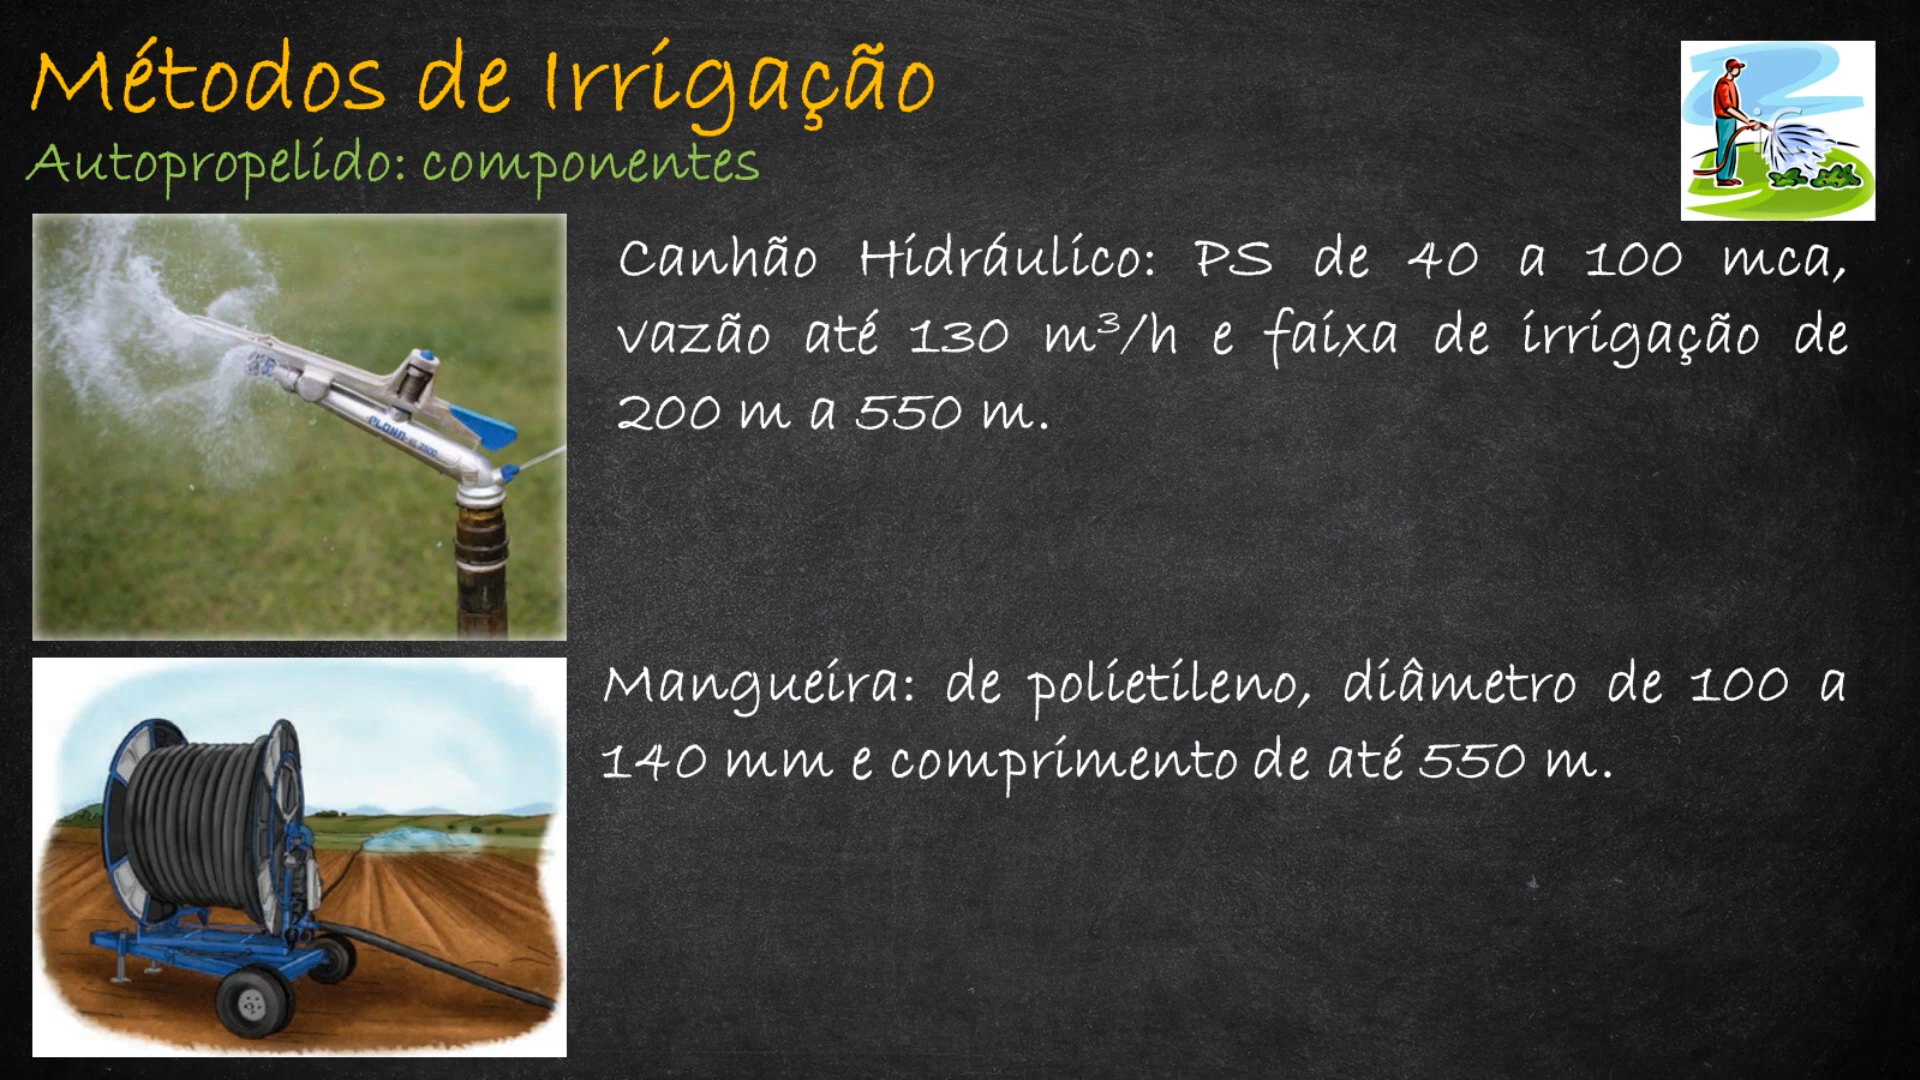 Métodos de Irrigação
Autopropelido: componentes
Canhão Hidráulico: PS de 40 a 100 mca,
vazão até 130 m³/h e faixa de irrigação de
200 m a 550 m.
PLONA
Mangueira: de polietileno, diâmetro de 100 a
140 mm e comprimento de até 550 m.